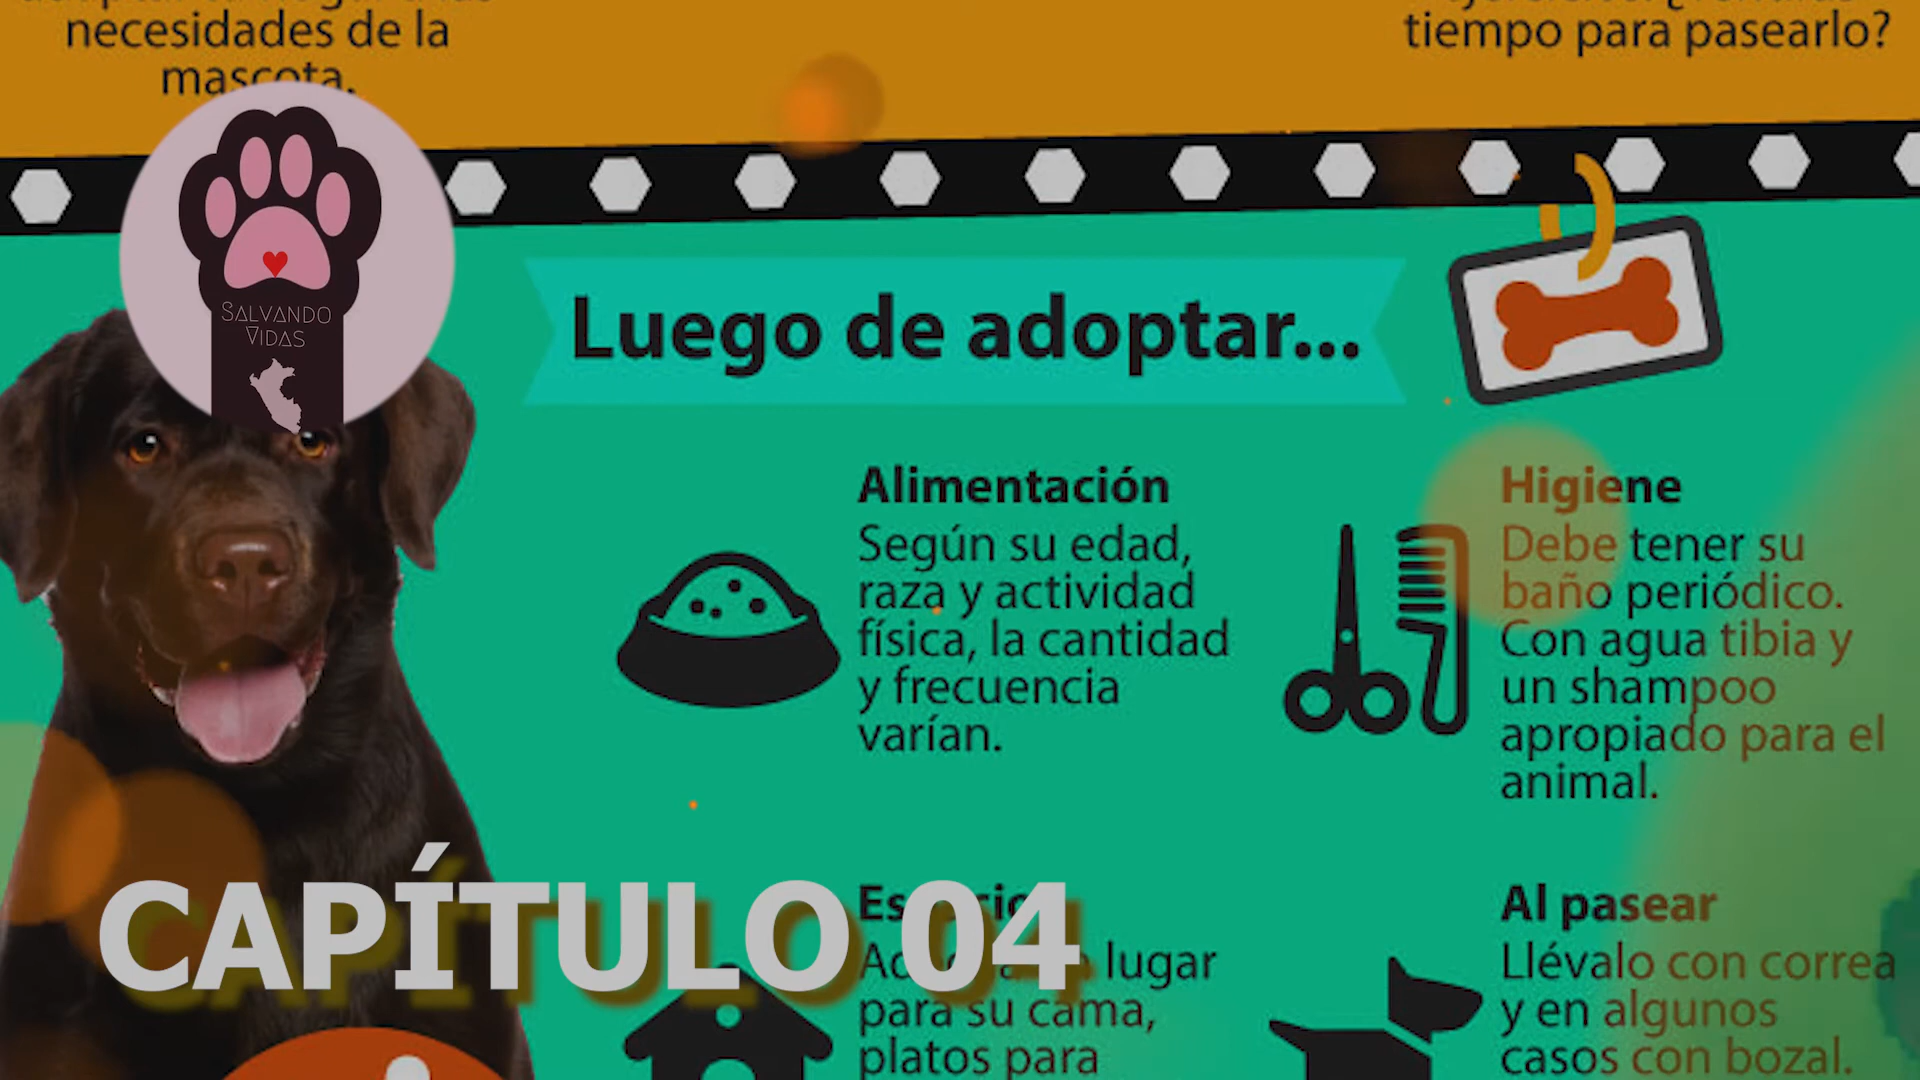 necesidades de la
mascota.
tiempo para pasearlo?
SALVANDO
VIDAS
Luego de adoptar...
Alimentación
Según su edad,
raza y actividad
física, la cantidad
y frecuencia
varían.
Higiene
Debe tener su
baño periódico.
Con agua tibia y
un shampoo
apropiado para el
animal.
CAPÍTULO 04
lugar
para su cama,
platos para
Al pasear
Llévalo con correa
y en algunos
casos con bozal.